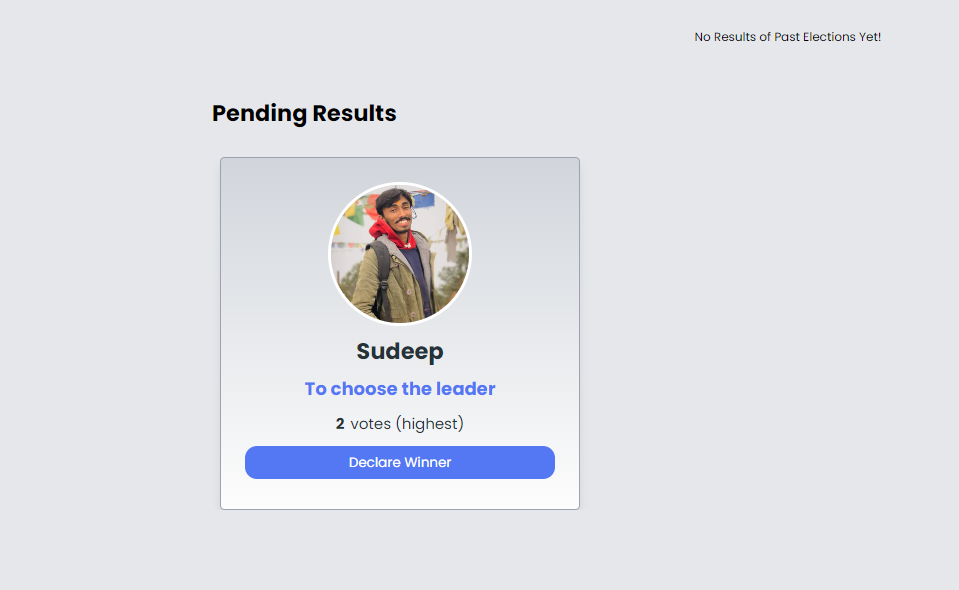 No Results of Past Elections Yet!
Pending Results
Sudeep
To choose the leader
2 votes (highest)
Declare Winner